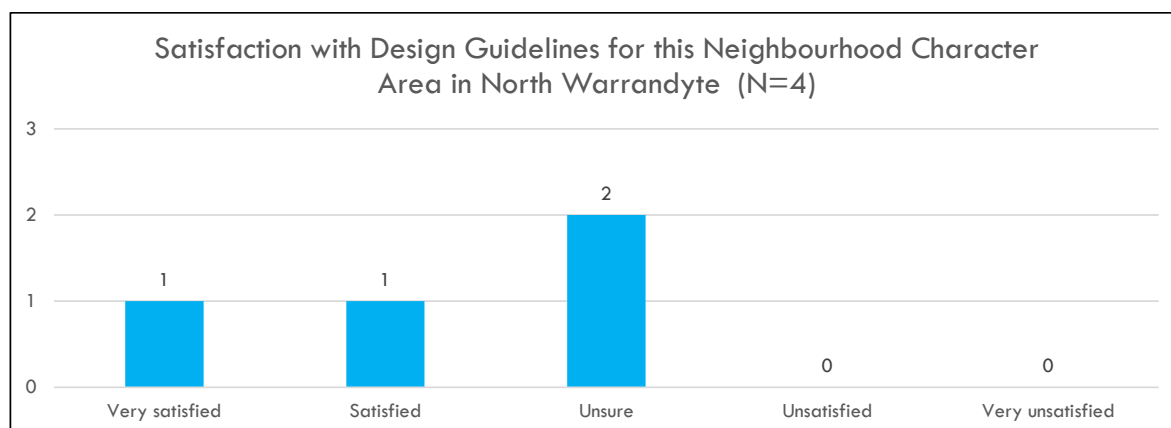 Satisfaction with Design Guidelines for this Neighbourhood Character
Area in North Warrandyte (N=4)
3
2
1
0
1
1
2
0
0
Very satisfied
Satisfied
Unsure
Unsatisfied
Very unsatisfied